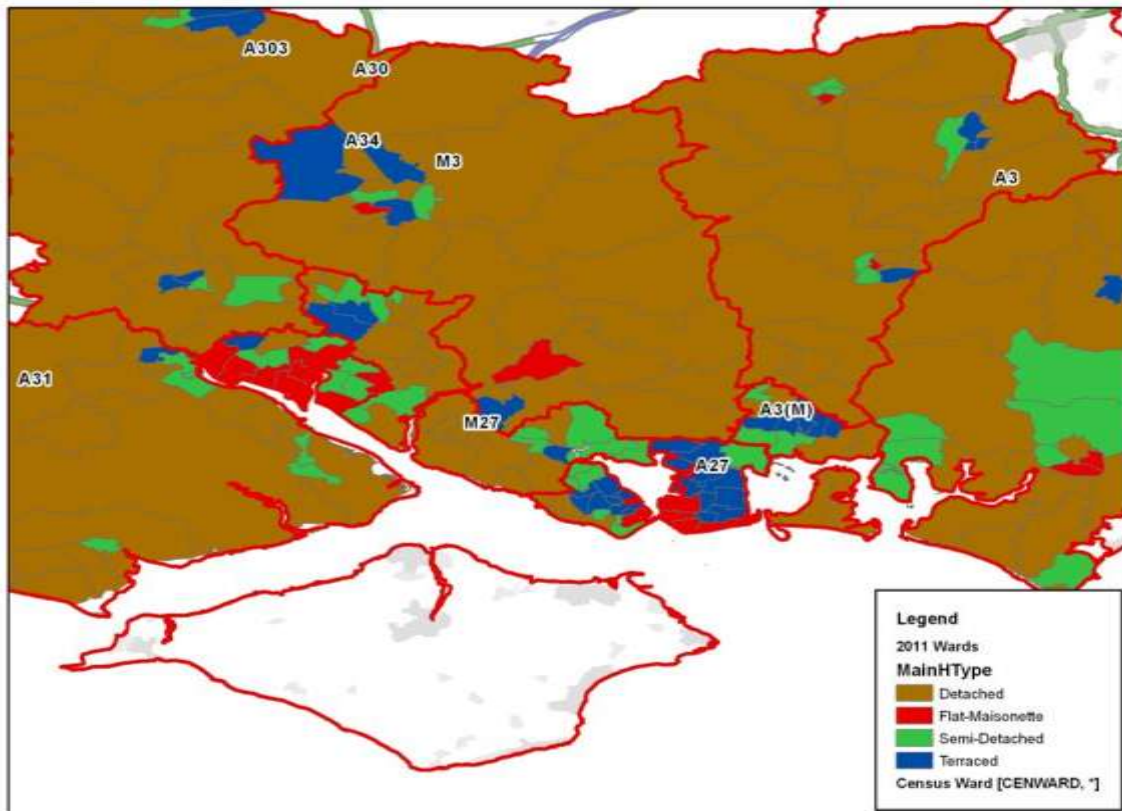 A303
A30
A34
M3
A3
A31
M27
A3(M)
A27
Legend
2011 Wards
MainHType
Detached
Flat-Maisonette
Semi-Detached
Terraced
Census Ward [CENWARD, *]